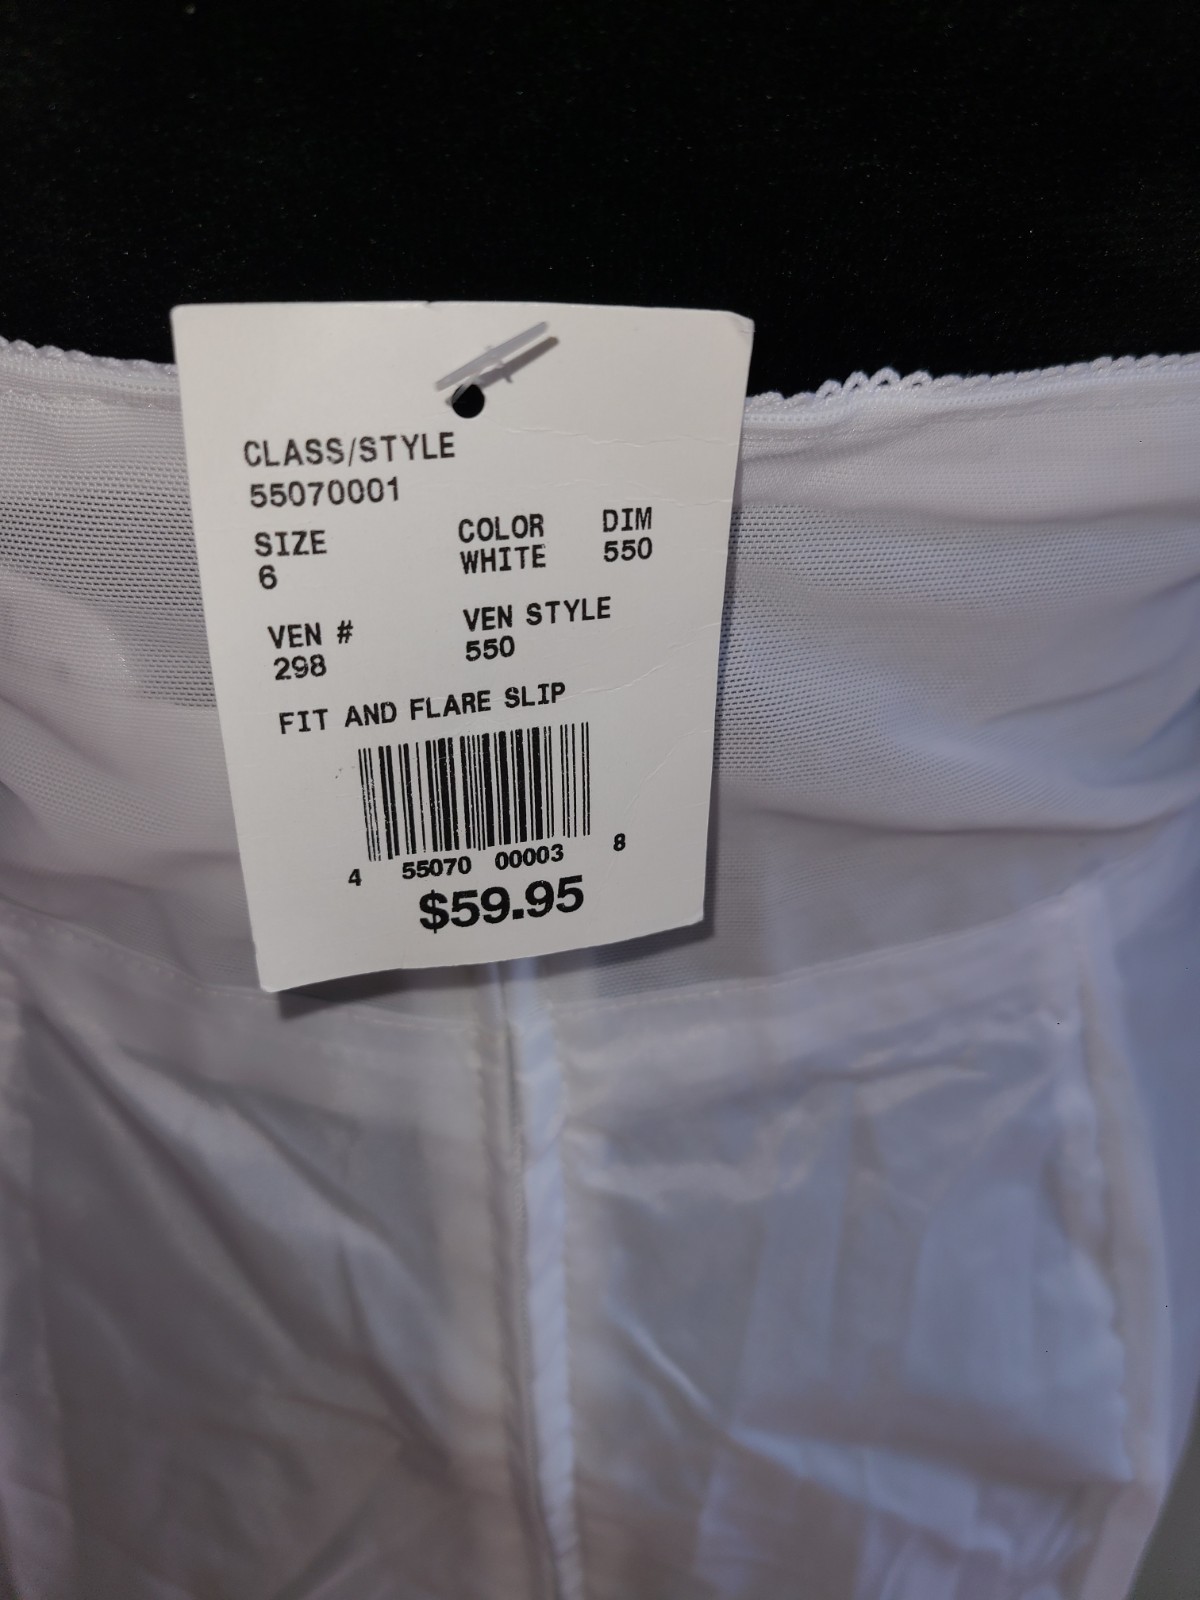 CLASS/STYLE
55070001
SIZE COLOR DIM
6 WHITE 550
VEN # VEN STYLE
298 550
FIT AND FLARE SLIP
4 55070 00003 8
$59.95